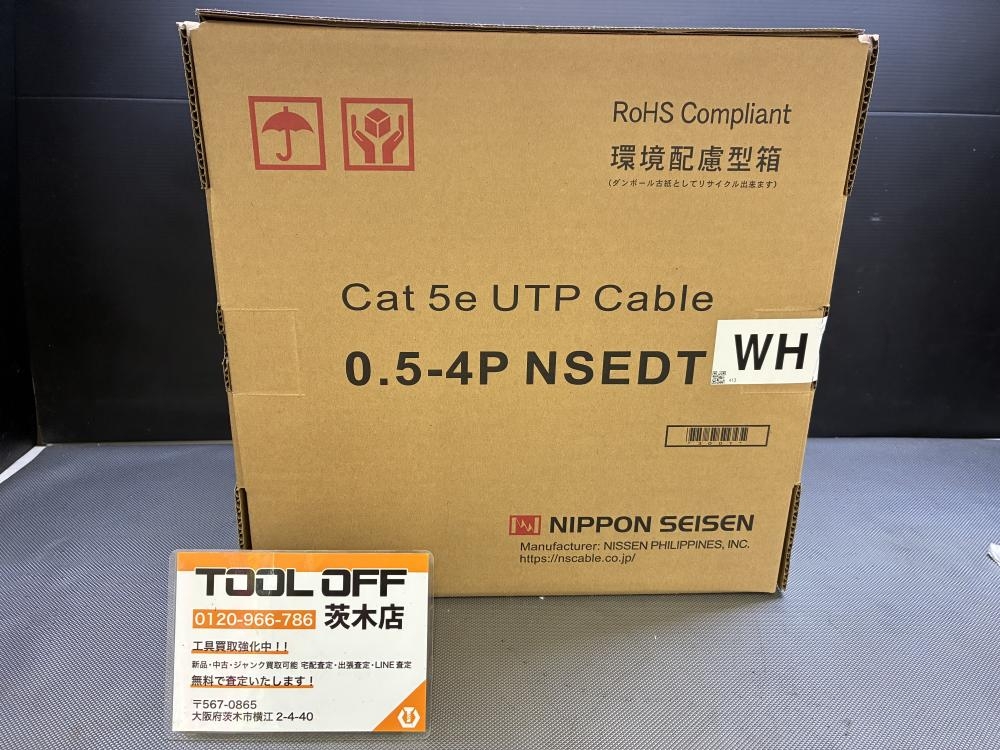 RoHS Compliant
環境配慮型箱
(ダンボール古紙としてリサイクル出来ます)
Cat 5e UTP Cable
0.5-4P NSEDT
WH
413
NIPPON SEISEN
Manufacturer: NISSEN PHILIPPINES, INC.
https://nscable.co.jp/
TOOL OFF
0120-966-786 茨木店
工具買取強化中!!
新品・中古・ジャンク買取可能 宅配査定・出張査定・LINE査定
無料で査定いたします!
〒567-0865
大阪府茨木市横江 2-4-40